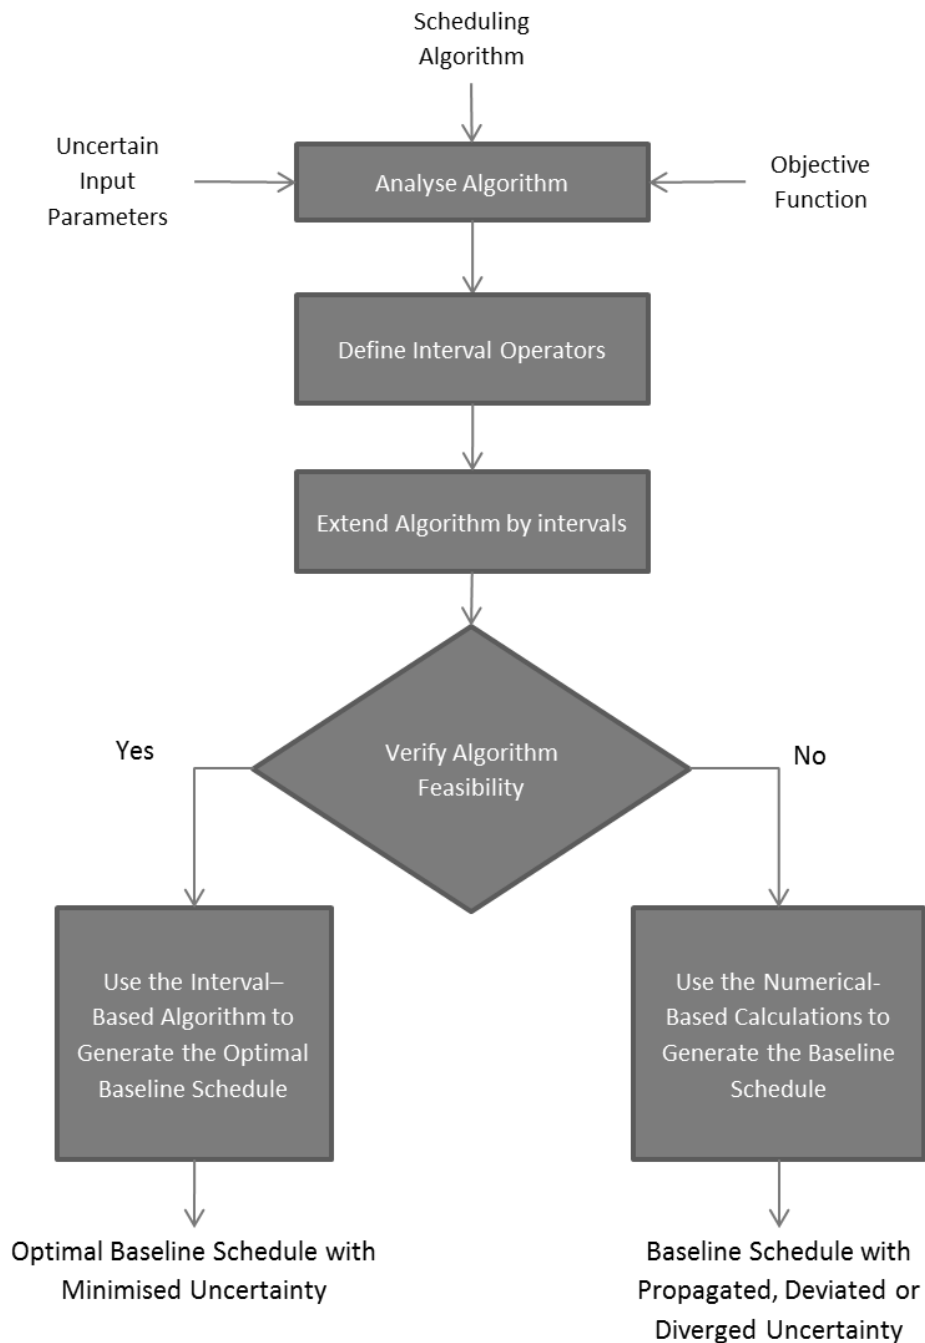 Scheduling
Algorithm
Uncertain
Input
Parameters
Analyse Algorithm
Objective
Function
Define Interval Operators
Extend Algorithm by intervals
Yes
Verify Algorithm
Feasibility
No
Use the Interval–
Based Algorithm to
Generate the Optimal
Baseline Schedule
Use the Numerical-
Based Calculations to
Generate the Baseline
Schedule
Optimal Baseline Schedule with
Minimised Uncertainty
Baseline Schedule with
Propagated, Deviated or
Diverged Uncertainty